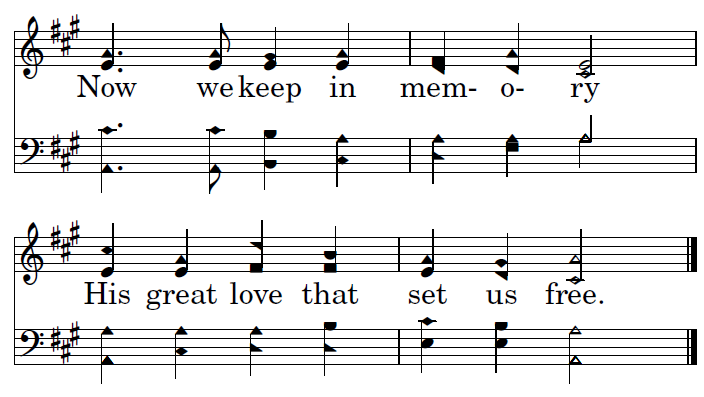 Now we keep in mem- o- ry
His great love that set us free.